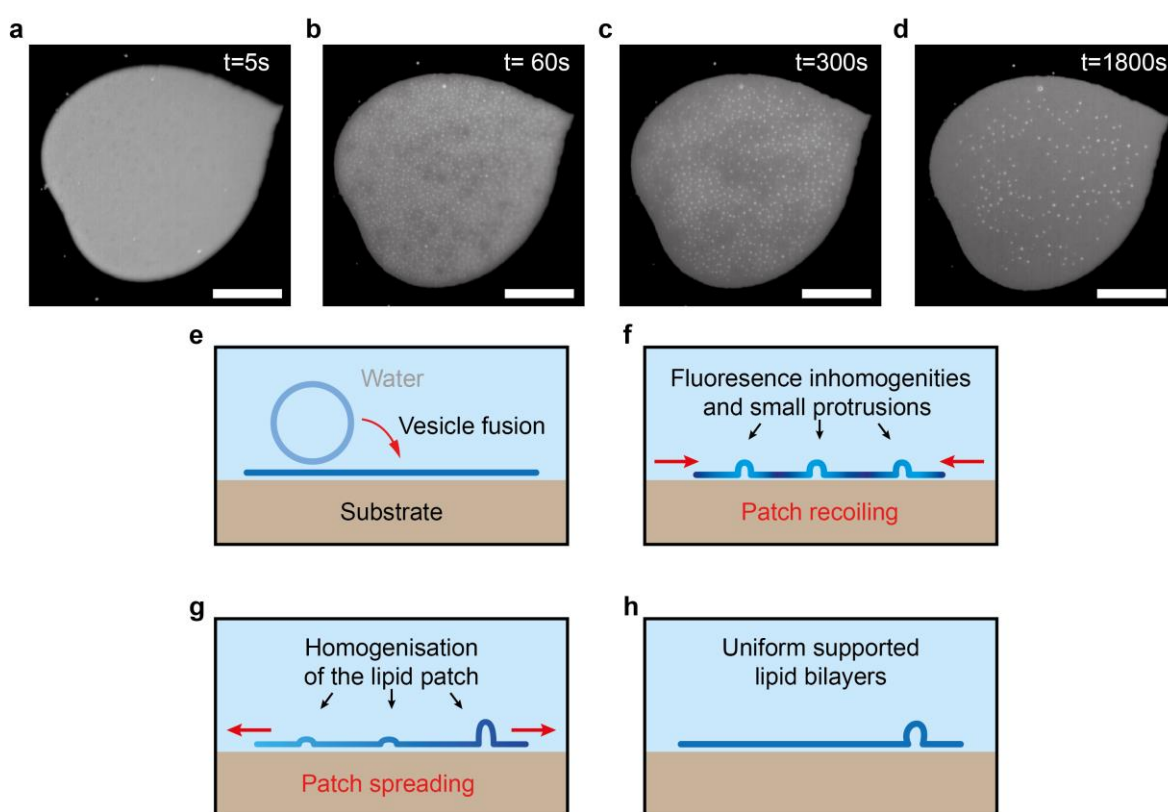 a
b
c
d
t=5s
t= 60s
t=300s
t=1800s
e
f
Water
Vesicle fusion
Substrate
Fluoresence inhomogenities
and small protrusions
Patch recoiling
g
h
Homogenisation
of the lipid patch
Patch spreading
Uniform supported
lipid bilayers